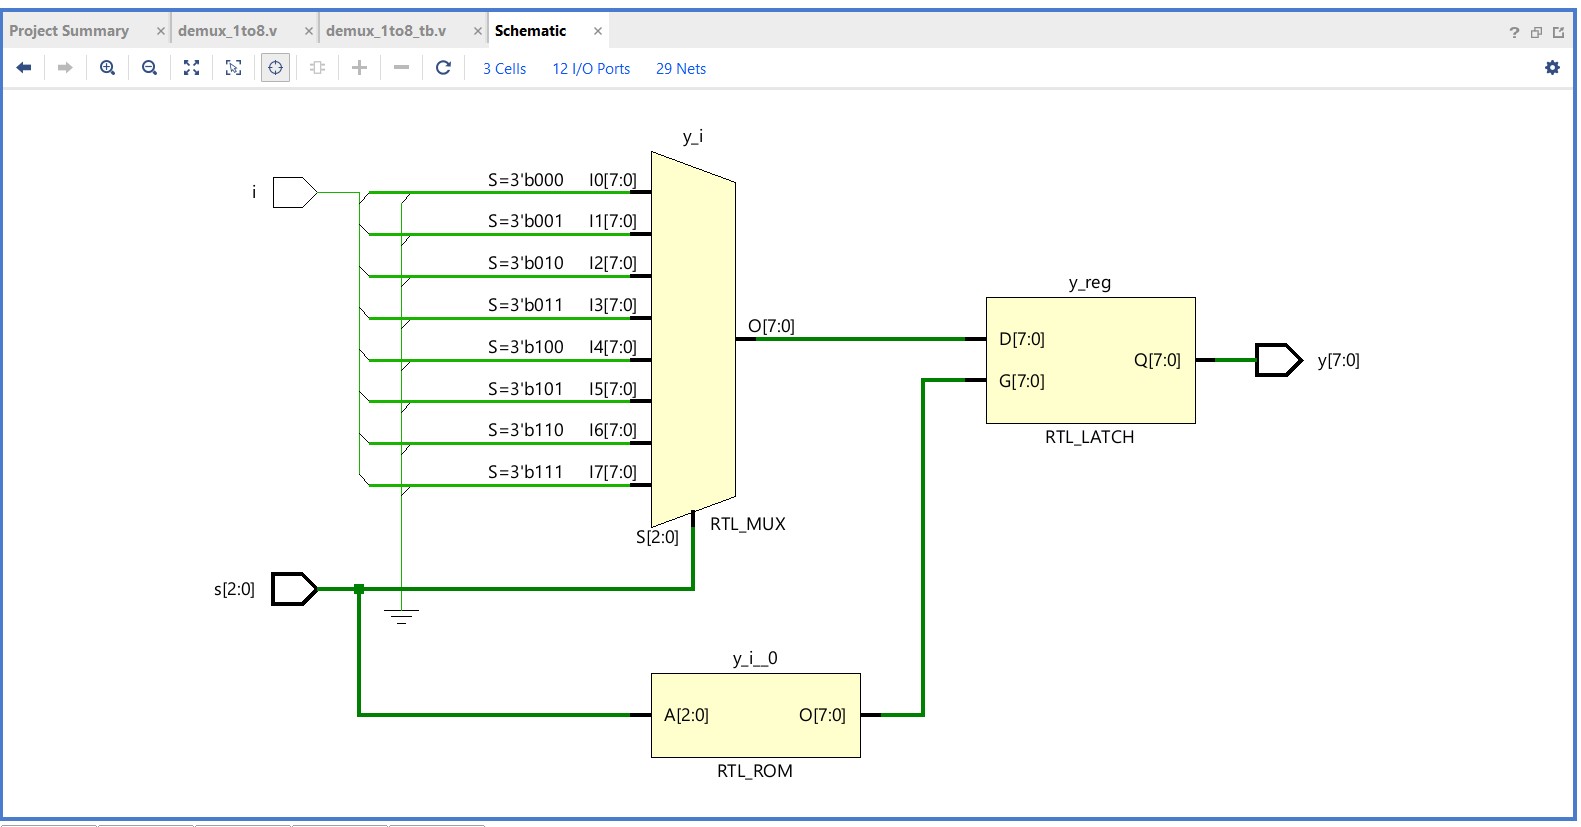 Project Summary × demux_1to8.v × demux_1to8_tb.v × Schematic × ?
3 Cells 12 I/O Ports 29 Nets
y_i
i
S=3'b000 I0[7:0]
S=3'b001 I1[7:0]
S=3'b010 I2[7:0]
S=3'b011 I3[7:0]
S=3'b100 I4[7:0]
S=3'b101 I5[7:0]
S=3'b110 I6[7:0]
S=3'b111 I7[7:0]
O[7:0]
S[2:0]
RTL_MUX
y_reg
D[7:0]
G[7:0]
Q[7:0]
y[7:0]
RTL_LATCH
s[2:0]
y_i__0
A[2:0] O[7:0]
RTL_ROM